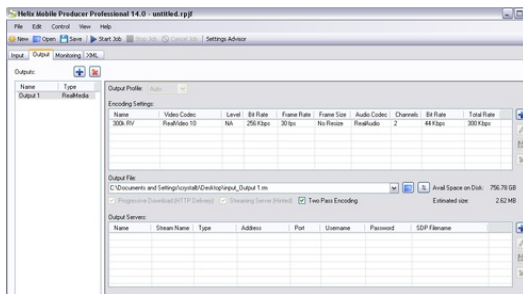 Helix Mobile Producer Professional 14.0 - untitled.rpjf
File Edit Control View Help
New Open Save Start Job Stop Job Cancel Job Settings Advisor
Input Output Monitoring XML
Outputs:
Name Type
Output 1 RealMedia
Output Profile: Auto
Encoding Settings:
Name Video Codec Level Bit Rate Frame Rate Frame Size Audio Codec Channels Bit Rate Total Rate
300k RV RealVideo 10 NA 256 Kbps 30 fps No Resize RealAudio 2 44 Kbps 300 Kbps
Output File:
C:\Documents and Settings\crystalb\Desktop\input_Output 1.rm
Avail Space on Disk: 756.78 GB
Progressive Download (HTTP Delivery) Streaming Server (Hinted) Two Pass Encoding Estimated size: 2.62 MB
Output Servers:
Name Stream Name Type Address Port Username Password SDP Filename